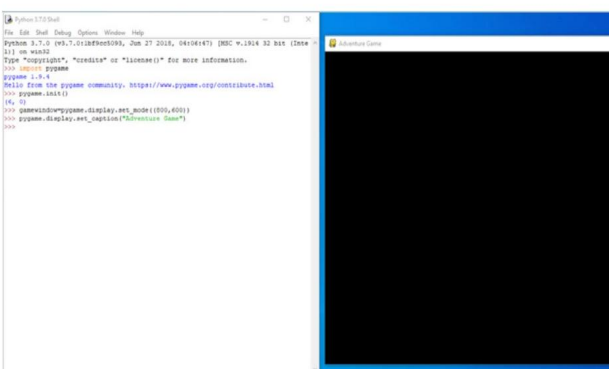 Python 3.7.0 Shell
File Edit Shell Debug Options Window Help
Python 3.7.0 (v3.7.0:1bf9cc5093, Jun 27 2018, 04:06:47) [MSC v.1914 32 bit (Inte
l)] on win32
Type "copyright", "credits" or "license()" for more information.
>>> import pygame
pygame 1.9.4
Hello from the pygame community. https://www.pygame.org/contribute.html
>>> pygame.init()
(6, 0)
>>> gamewindow=pygame.display.set_mode((800,600))
>>> pygame.display.set_caption("Adventure Game")
>>>
Adventure Game